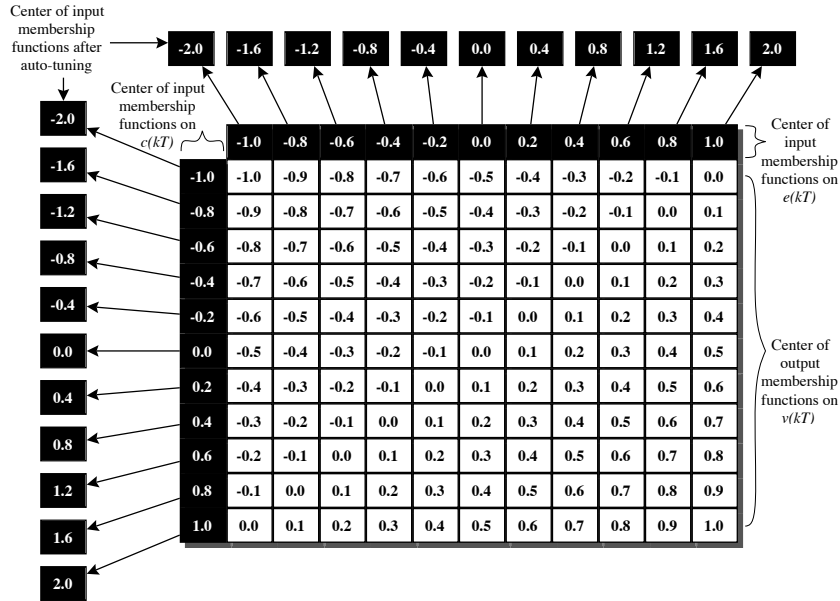 Center of input
membership
functions after
auto-tuning
-2.0 -1.6 -1.2 -0.8 -0.4 0.0 0.4 0.8 1.2 1.6 2.0
Center of input
membership
functions on
c(kT)
-1.0 -0.8 -0.6 -0.4 -0.2 0.0 0.2 0.4 0.6 0.8 1.0
Center of
input
membership
functions on
e(kT)
-2.0
-1.6
-1.2
-0.8
-0.4
0.0
0.4
0.8
1.2
1.6
2.0
-1.0 -1.0 -0.9 -0.8 -0.7 -0.6 -0.5 -0.4 -0.3 -0.2 -0.1 0.0
-0.8 -0.9 -0.8 -0.7 -0.6 -0.5 -0.4 -0.3 -0.2 -0.1 0.0 0.1
-0.6 -0.8 -0.7 -0.6 -0.5 -0.4 -0.3 -0.2 -0.1 0.0 0.1 0.2
-0.4 -0.7 -0.6 -0.5 -0.4 -0.3 -0.2 -0.1 0.0 0.1 0.2 0.3
-0.2 -0.6 -0.5 -0.4 -0.3 -0.2 -0.1 0.0 0.1 0.2 0.3 0.4
0.0 -0.5 -0.4 -0.3 -0.2 -0.1 0.0 0.1 0.2 0.3 0.4 0.5
0.2 -0.4 -0.3 -0.2 -0.1 0.0 0.1 0.2 0.3 0.4 0.5 0.6
0.4 -0.3 -0.2 -0.1 0.0 0.1 0.2 0.3 0.4 0.5 0.6 0.7
0.6 -0.2 -0.1 0.0 0.1 0.2 0.3 0.4 0.5 0.6 0.7 0.8
0.8 -0.1 0.0 0.1 0.2 0.3 0.4 0.5 0.6 0.7 0.8 0.9
1.0 0.0 0.1 0.2 0.3 0.4 0.5 0.6 0.7 0.8 0.9 1.0
Center of
output
membership
functions on
v(kT)